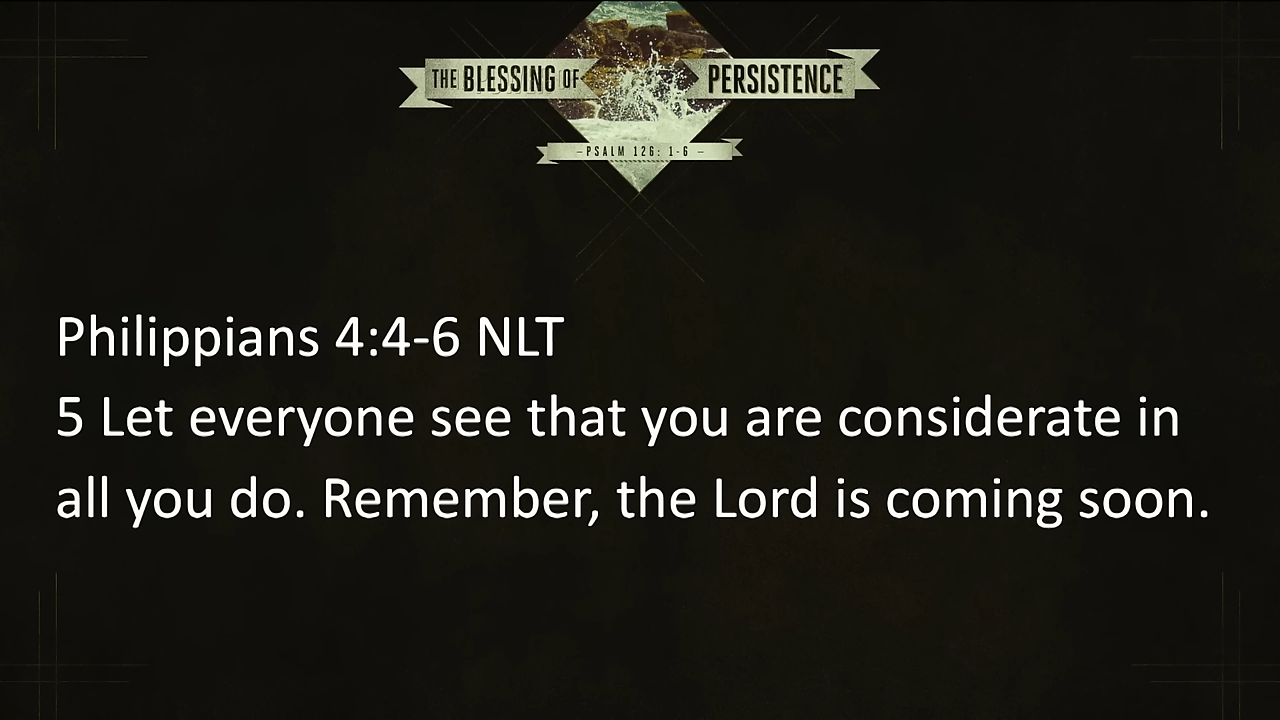 THE BLESSING OF PERSISTENCE
–PSALM 126: 1-6 –
Philippians 4:4-6 NLT
5 Let everyone see that you are considerate in
all you do. Remember, the Lord is coming soon.